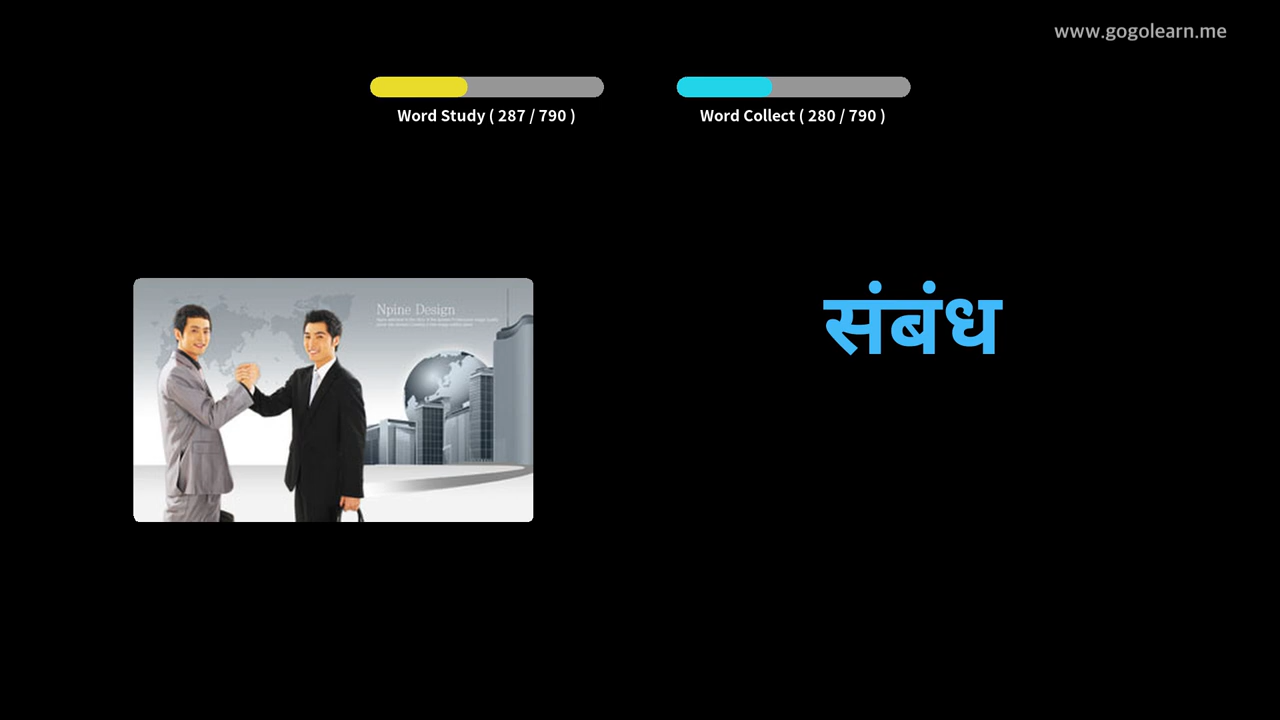 www.gogolearn.me
Word Study ( 287 / 790 )
Word Collect ( 280 / 790 )
Npine Design
संबंध